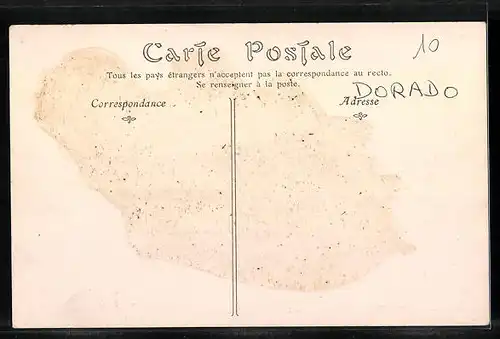 Carte Postale
10
Tous les pays étrangers n'acceptent pas la correspondance au recto.
Se renseigner à la poste.
DORADO
Correspondance
Adresse